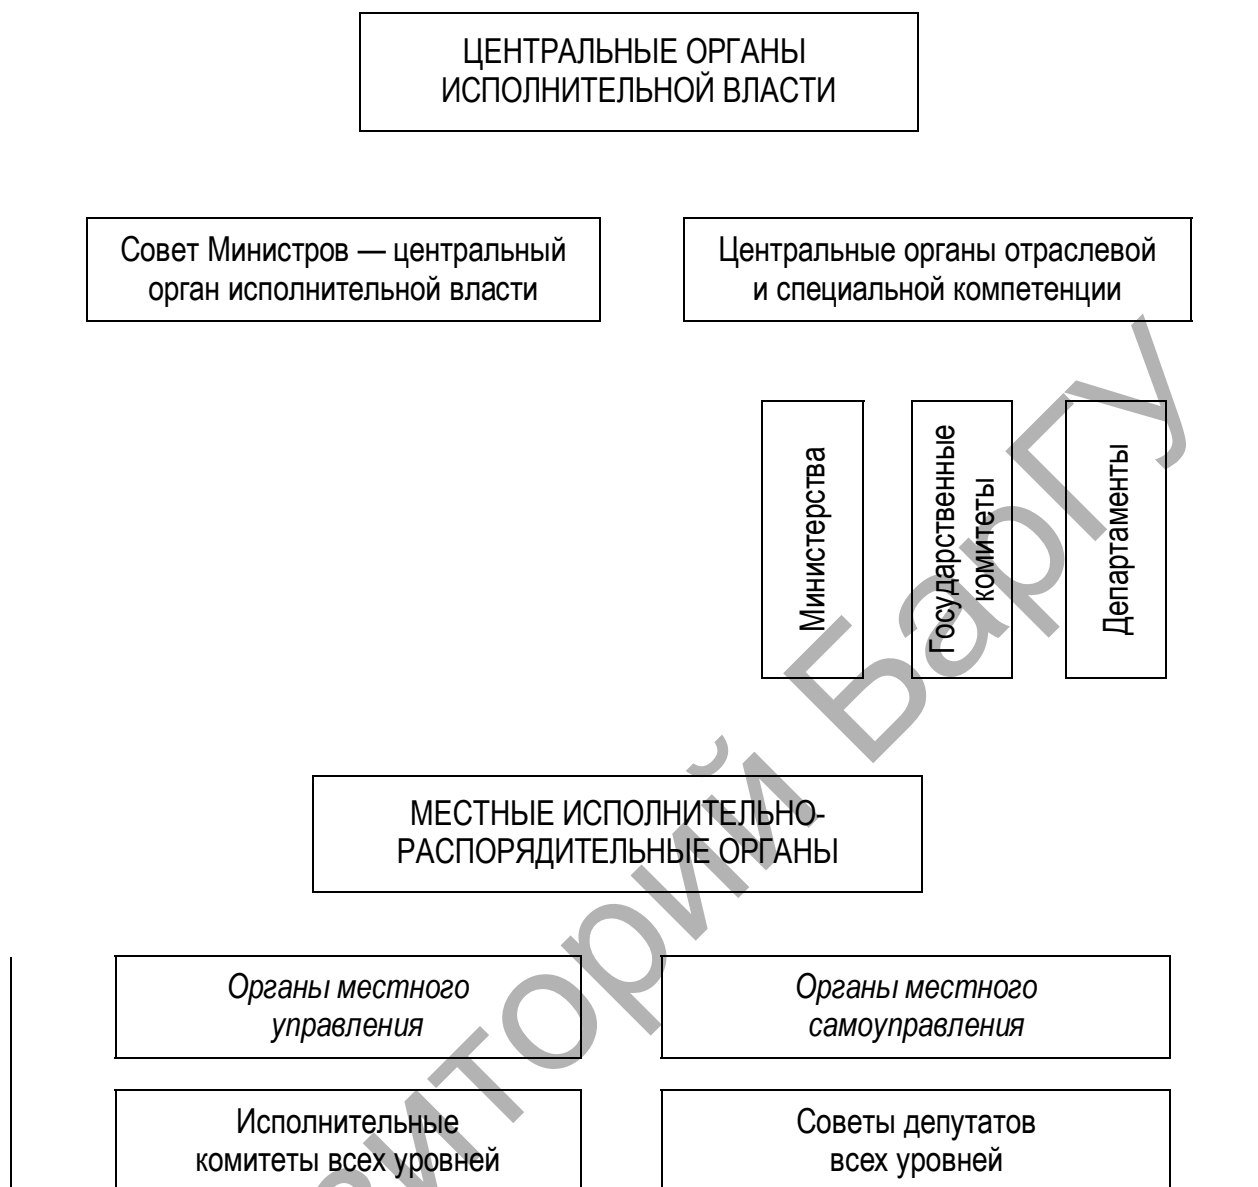 ЦЕНТРАЛЬНЫЕ ОРГАНЫ
ИСПОЛНИТЕЛЬНОЙ ВЛАСТИ
Совет Министров — центральный
орган исполнительной власти
Центральные органы отраслевой
и специальной компетенции
Министерства
Государственные
комитеты
Департаменты
МЕСТНЫЕ ИСПОЛНИТЕЛЬНО-
РАСПОРЯДИТЕЛЬНЫЕ ОРГАНЫ
Органы местного
управления
Органы местного
самоуправления
Исполнительные
комитеты всех уровней
Советы депутатов
всех уровней
БарГУ